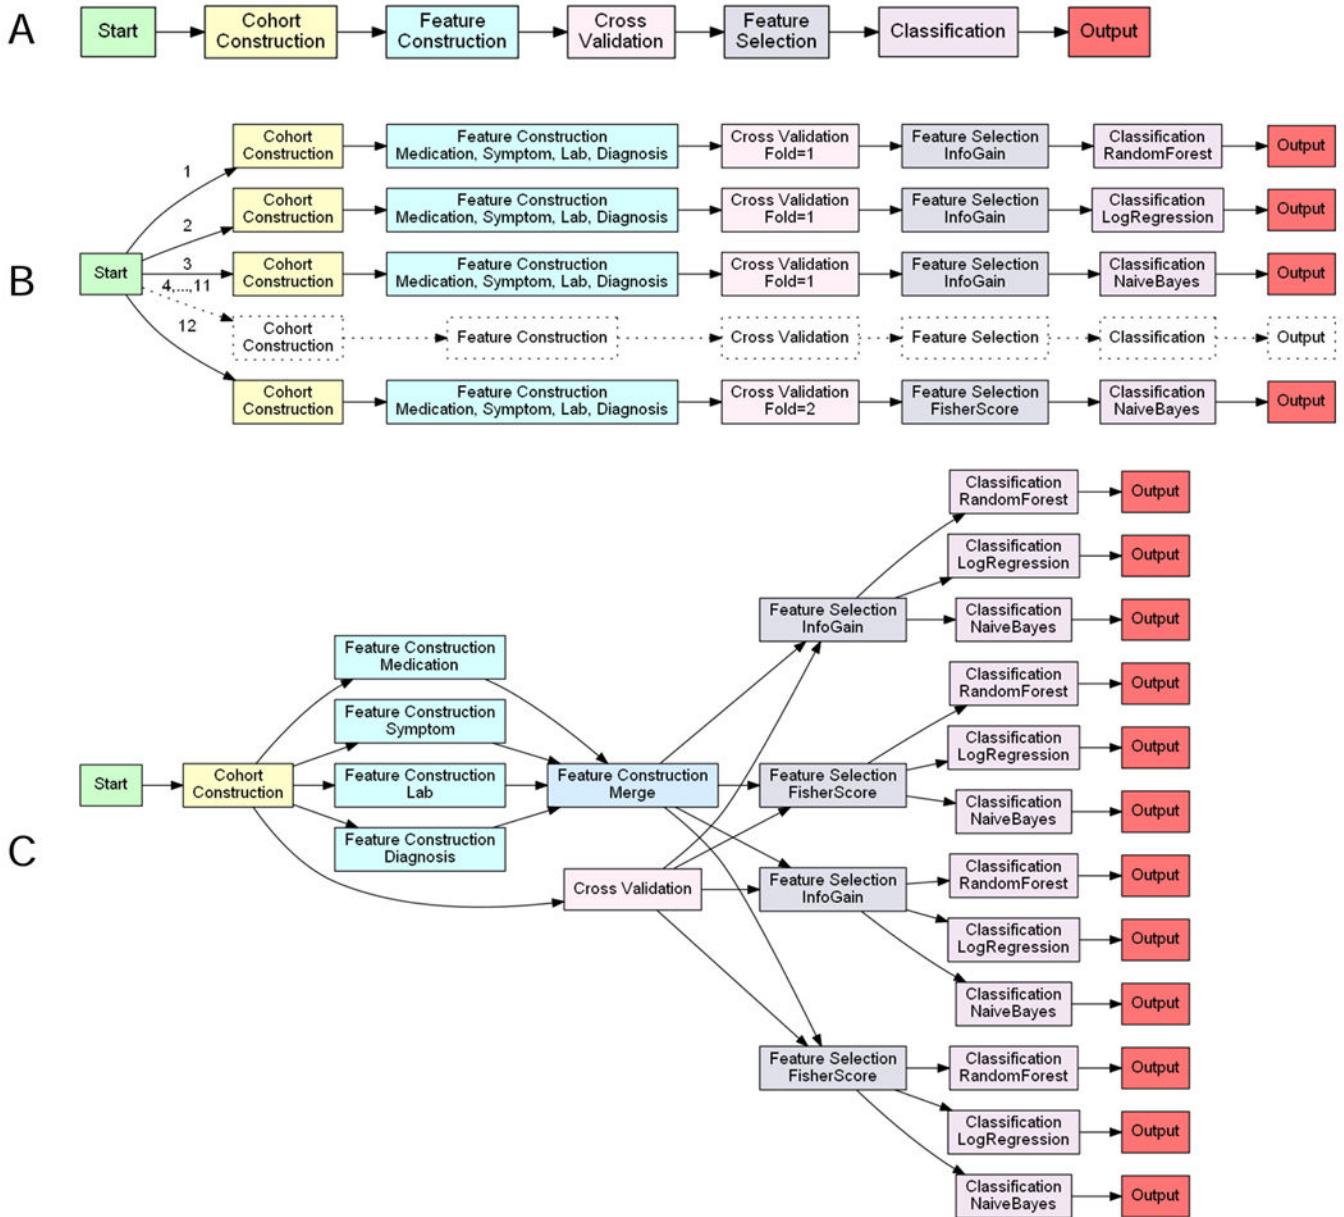 A
Start
Cohort
Construction
Feature
Construction
Cross
Validation
Feature
Selection
Classification
Output
B
Start
1
2
3
4,...,11
12
Cohort
Construction
Feature Construction
Medication, Symptom, Lab, Diagnosis
Cross Validation
Fold=1
Feature Selection
InfoGain
Classification
RandomForest
Output
Cohort
Construction
Feature Construction
Medication, Symptom, Lab, Diagnosis
Cross Validation
Fold=1
Feature Selection
InfoGain
Classification
LogRegression
Output
Cohort
Construction
Feature Construction
Medication, Symptom, Lab, Diagnosis
Cross Validation
Fold=1
Feature Selection
InfoGain
Classification
NaiveBayes
Output
Cohort
Construction
Feature Construction
Cross Validation
Feature Selection
Classification
Output
Cohort
Construction
Feature Construction
Medication, Symptom, Lab, Diagnosis
Cross Validation
Fold=2
Feature Selection
FisherScore
Classification
NaiveBayes
Output
C
Start
Cohort
Construction
Feature Construction
Medication
Feature Construction
Symptom
Feature Construction
Lab
Feature Construction
Diagnosis
Feature Construction
Merge
Cross Validation
Feature Selection
InfoGain
Feature Selection
FisherScore
Feature Selection
InfoGain
Feature Selection
FisherScore
Classification
RandomForest
Output
Classification
LogRegression
Output
Classification
NaiveBayes
Output
Classification
RandomForest
Output
Classification
LogRegression
Output
Classification
NaiveBayes
Output
Classification
RandomForest
Output
Classification
LogRegression
Output
Classification
NaiveBayes
Output
Classification
RandomForest
Output
Classification
LogRegression
Output
Classification
NaiveBayes
Output